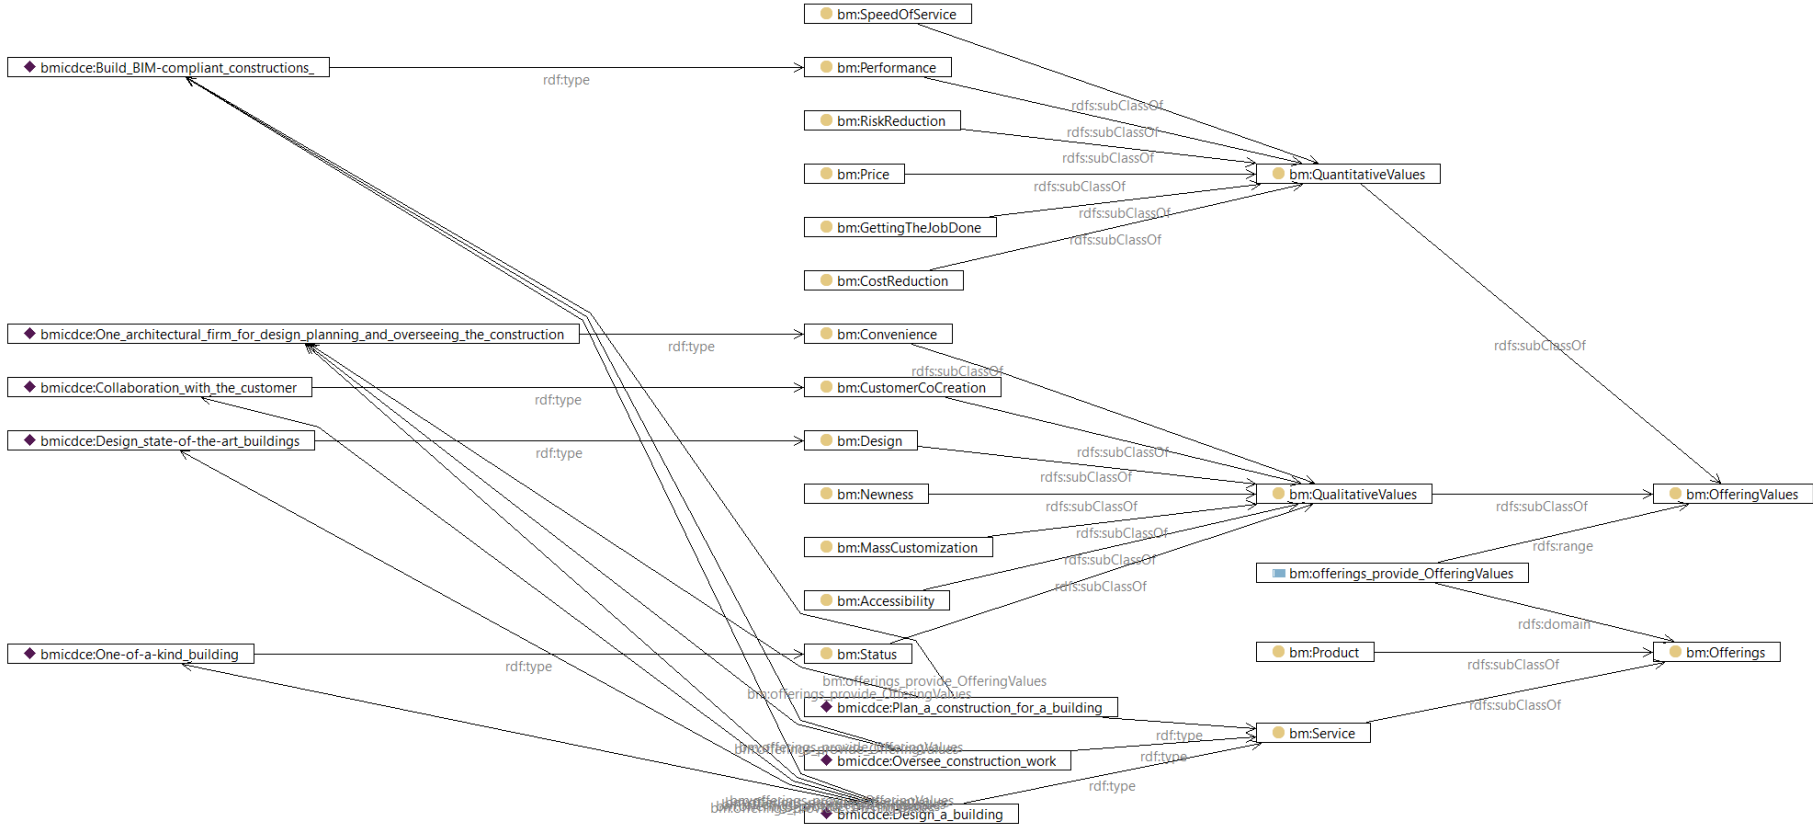 bm:SpeedOfService
bmicdce:Build_BIM-compliant_constructions_
rdf:type
bm:Performance
rdfs:subClassOf
bm:RiskReduction
rdfs:subClassOf
rdfs:subClassOf
bm:Price
bm:QuantitativeValues
rdfs:subClassOf
bm:GettingTheJobDone
rdfs:subClassOf
rdfs:subClassOf
bm:CostReduction
bmicdce:One_architectural_firm_for_design_planning_and_overseeing_the_construction
rdf:type
bm:Convenience
rdfs:subClassOf
rdfs:subClassOf
bmicdce:Collaboration_with_the_customer
rdf:type
bm:CustomerCoCreation
bmicdce:Design_state-of-the-art_buildings
rdf:type
bm:Design
rdfs:subClassOf
rdfs:subClassOf
bm:Newness
bm:QualitativeValues
rdfs:subClassOf
bm:OfferingValues
rdfs:subClassOf
rdfs:subClassOf
bm:MassCustomization
rdfs:range
rdfs:subClassOf
bm:offerings_provide_OfferingValues
rdfs:subClassOf
bm:Accessibility
rdfs:domain
bmicdce:One-of-a-kind_building
rdf:type
bm:Status
bm:Product
rdfs:subClassOf
bm:Offerings
bm:offerings_provide_OfferingValues
bm:offerings_provide_OfferingValues
bmicdce:Plan_a_construction_for_a_building
rdfs:subClassOf
rdf:type
bm:Service
bm:offerings_provide_OfferingValues
bm:offerings_provide_OfferingValues
bmicdce:Oversee_construction_work
rdf:type
rdf:type
bmicdce:Design_a_building